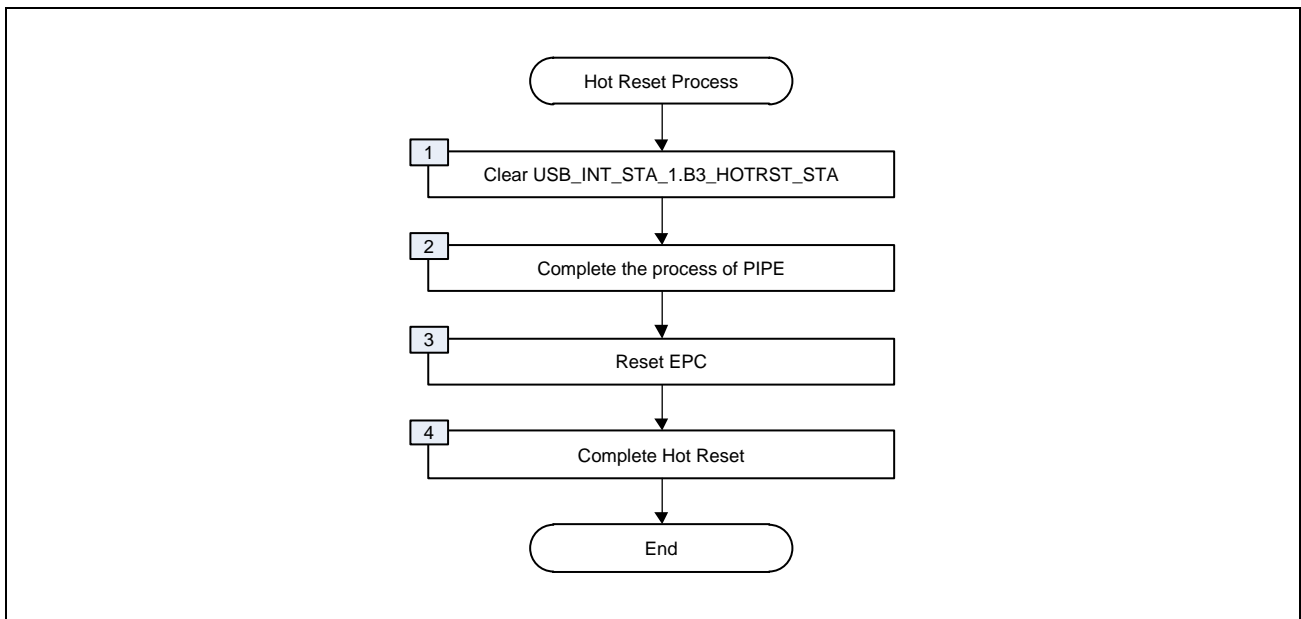 Hot Reset Process
1
Clear USB_INT_STA_1.B3_HOTRST_STA
2
Complete the process of PIPE
3
Reset EPC
4
Complete Hot Reset
End